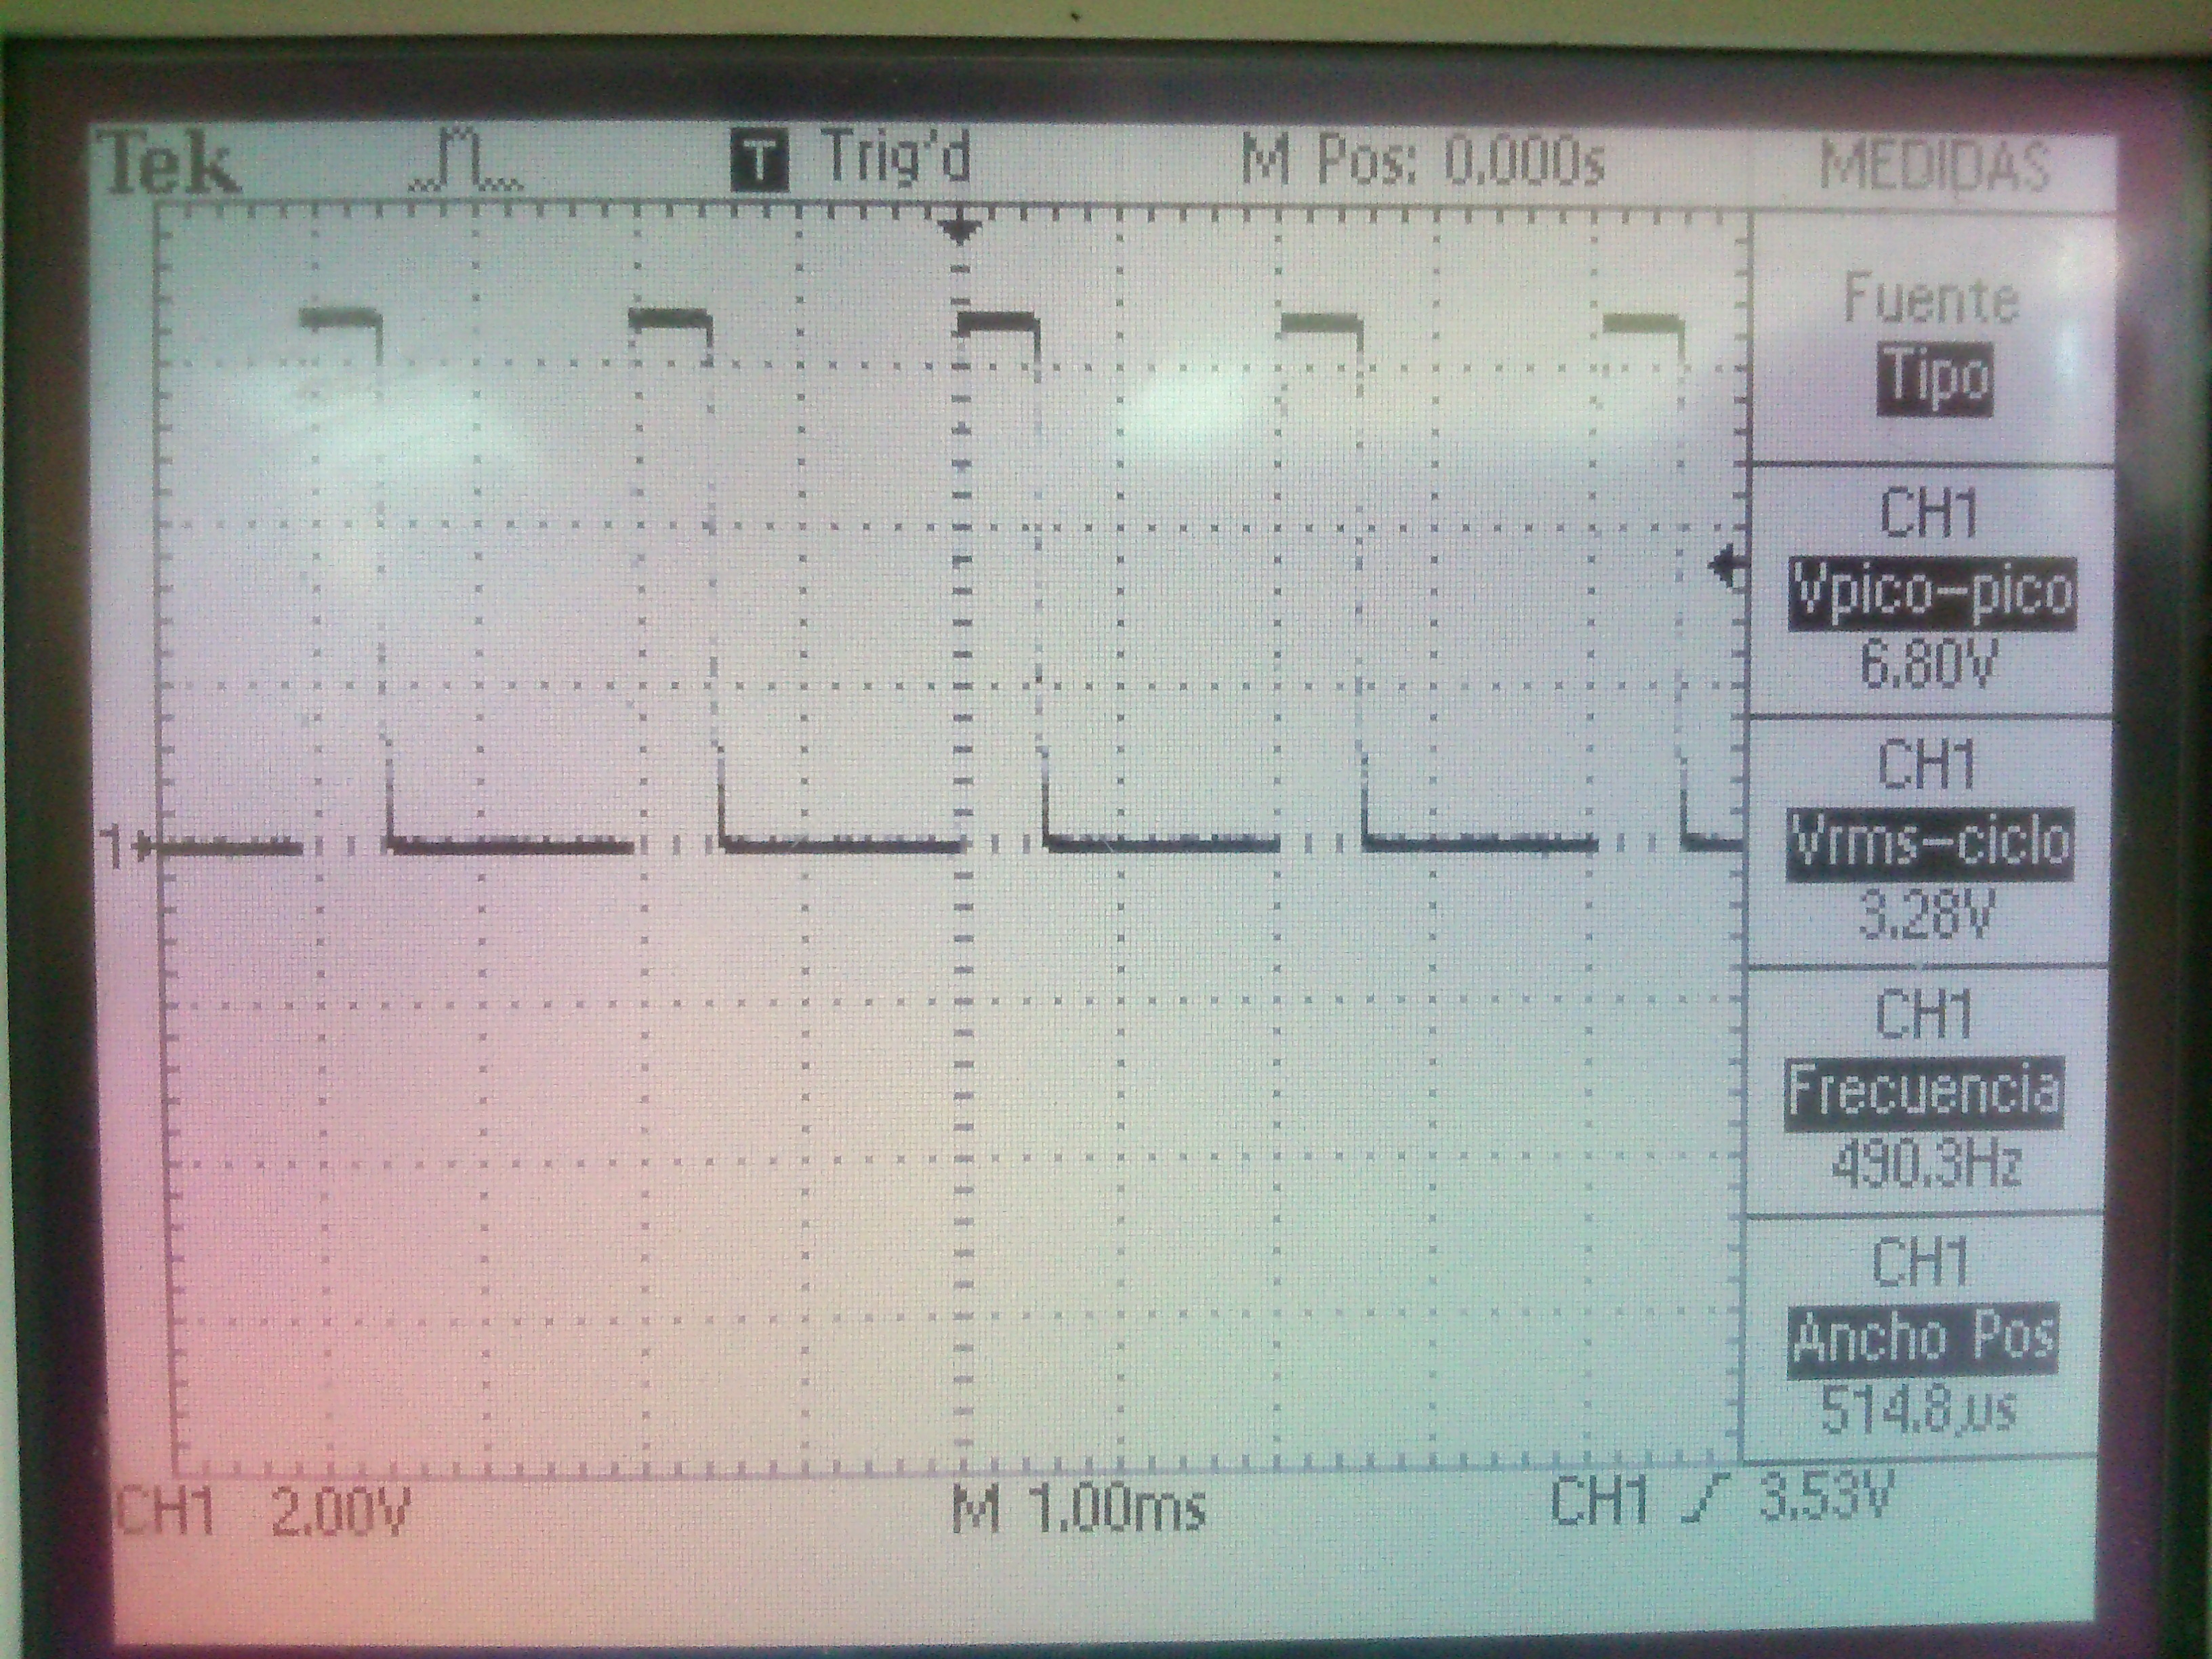 Tek T Trig'd M Pos: 0.000s MEDIDAS
Fuente
Tipo
CH1
Vpico-pico
6.80V
1
CH1
Vrms-ciclo
3.28V
CH1
Frecuencia
490.3Hz
CH1
Ancho Pos
514.8µs
CH1 2.00V M 1.00ms CH1 3.53V